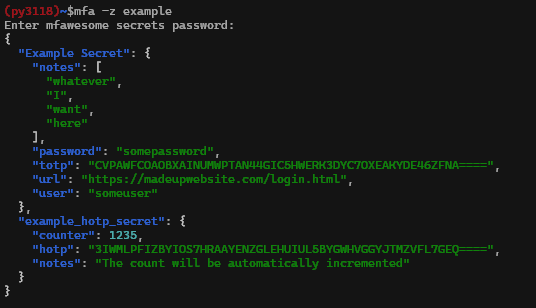 (py3118)~$mfa -z example
Enter mfawesome secrets password:
{
  "Example Secret": {
    "notes": [
      "whatever",
      "I",
      "want",
      "here"
    ],
    "password": "somepassword",
    "totp": "CVPAWFCOAOBXAINUMWPTAN44GIC5HWERK3DYC7OXEAKYDE46ZFNA====",
    "url": "https://madeupwebsite.com/login.html",
    "user": "someuser"
  },
  "example_hotp_secret": {
    "counter": 1235,
    "hotp": "3IWMLPFIZBYIOS7HRAAYENZGLEHUIUL5BYGWHVGGYJTMZVFL7GEQ====",
    "notes": "The count will be automatically incremented"
  }
}